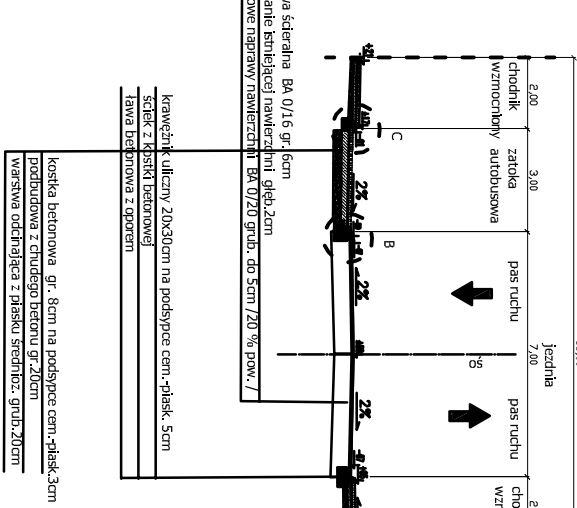 2,00
3,00
7,00
jezdnia
chodnik
wzmocniony
zatoka
autobusowa
pas ruchu
pas ruchu
C
B
2%
2%
2%
wa ścieralna BA 0/16 gr. 6cm
anie istniejącej nawierzchni głęb.2cm
owe naprawy nawierzchni BA 0/20 grub. do 5cm /20 % pow. /
krawężnik uliczny 20x30cm na podsypce cem.-piask. 5cm
ściek z kostki betonowej
ława betonowa z oporem
kostka betonowa gr. 8cm na podsypce cem.-piask.3cm
podbudowa z chudego betonu gr.20cm
warstwa odcinająca z piasku średnioz. grub.20cm